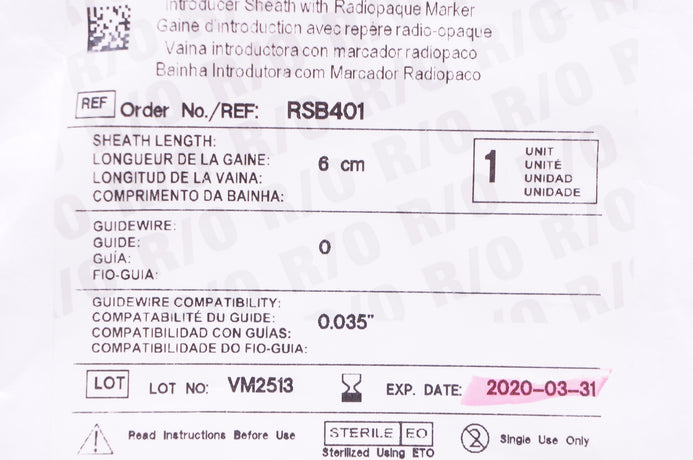 Introducer Sheath with Radiopaque Marker
Gaine d'introduction avec repère radio-opaque
Vaina introductora con marcador radiopaco
Bainha Introdutora com Marcador Radiopaco
REF Order No./REF: RSB401
SHEATH LENGTH:
LONGUEUR DE LA GAINE: 6 cm
LONGITUD DE LA VAINA:
COMPRIMENTO DA BAINHA:
1 UNIT
UNITÉ
UNIDAD
UNIDADE
GUIDEWIRE:
GUIDE: 0
GUÍA:
FIO-GUIA:
GUIDEWIRE COMPATIBILITY:
COMPATABILITÉ DU GUIDE: 0.035"
COMPATIBILIDAD CON GUÍAS:
COMPATIBILIDADE DO FIO-GUIA:
LOT LOT NO: VM2513 EXP. DATE: 2020-03-31
Read Instructions Before Use STERILE EO 2 Single Use Only
Sterilized Using ETO
R/O R/O R/O R/O